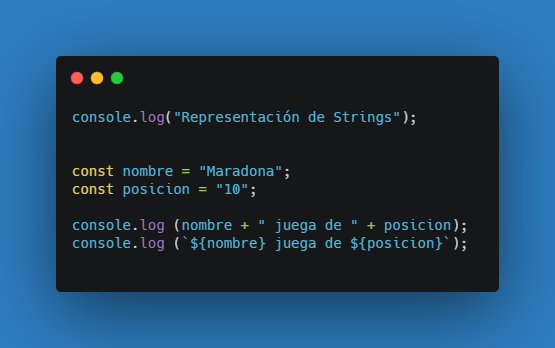 console.log("Representación de Strings");
const nombre = "Maradona";
const posicion = "10";
console.log (nombre + " juega de " + posicion);
console.log (`${nombre} juega de ${posicion}`);